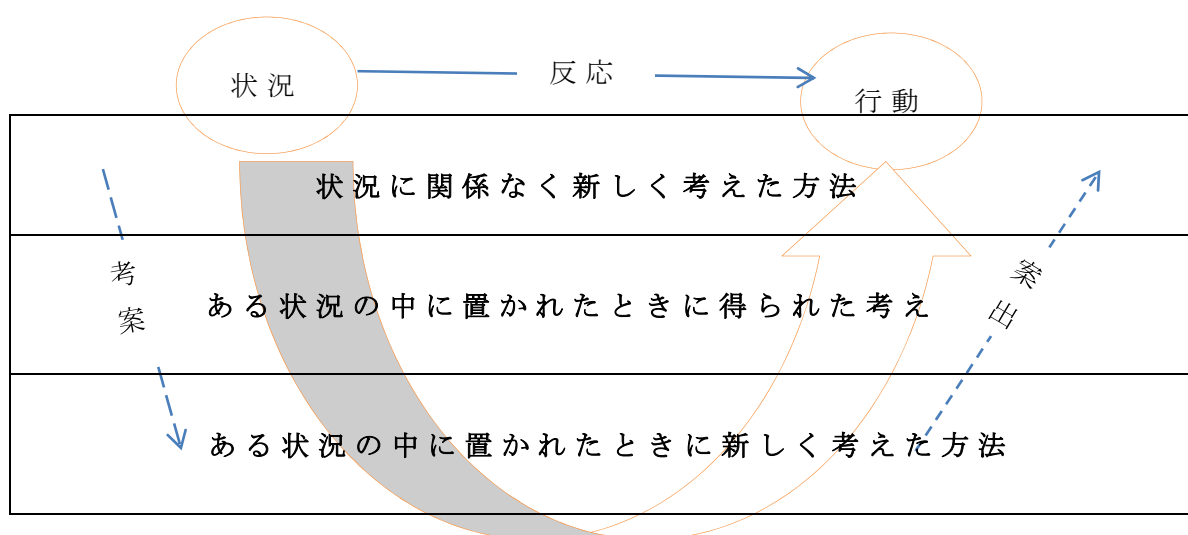 状況
反応
行動
状況に関係なく新しく考えた方法
考案
ある状況の中に置かれたときに得られた考え
案出
ある状況の中に置かれたときに新しく考えた方法